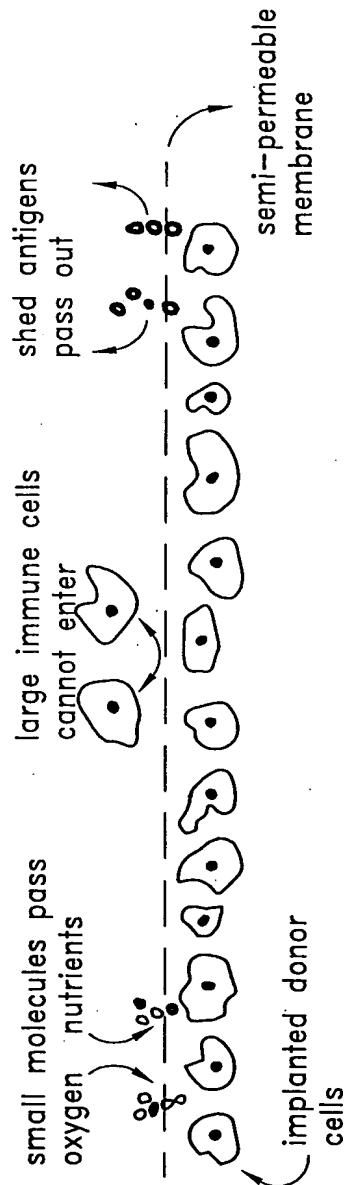 small molecules pass
oxygen nutrients
large immune cells
cannot enter
shed antigens
pass out
implanted donor
cells
semi-permeable
membrane